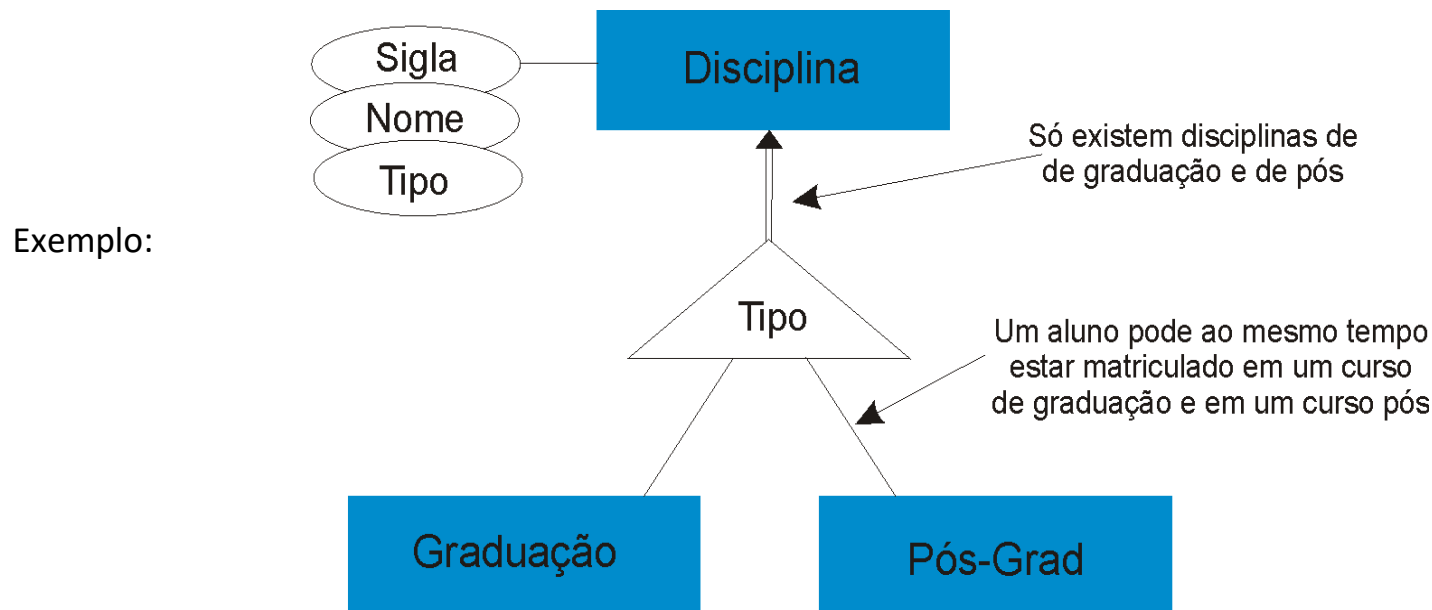 Sigla
Disciplina
Nome
Tipo
Só existem disciplinas de
de graduação e de pós
Exemplo:
Tipo
Um aluno pode ao mesmo tempo
estar matriculado em um curso
de graduação e em um curso pós
Graduação
Pós-Grad